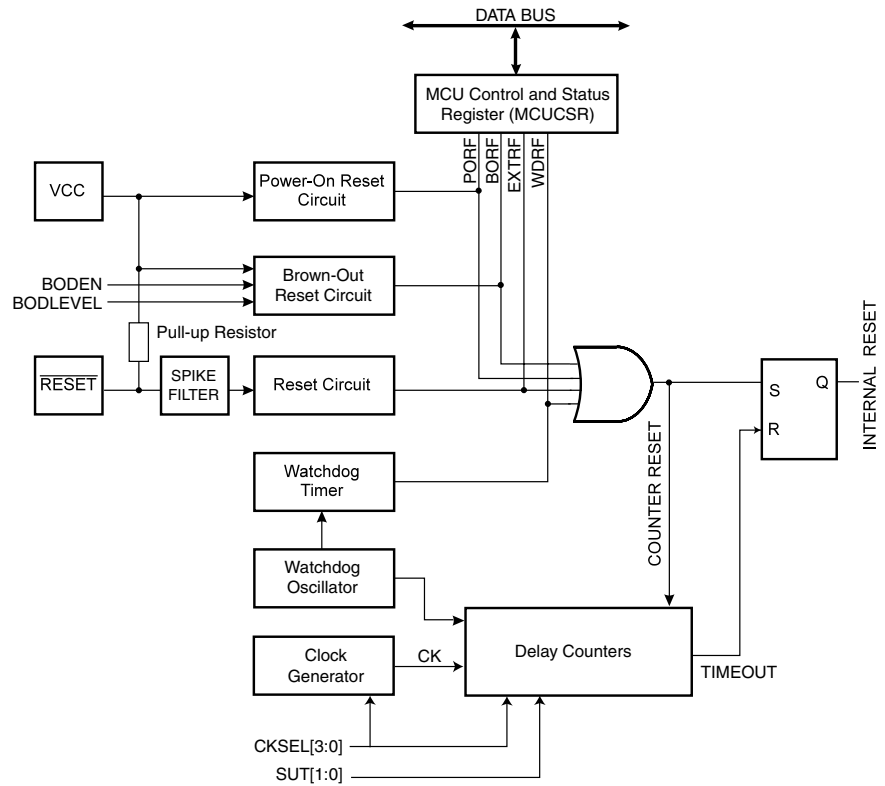 DATA BUS
MCU Control and Status
Register (MCUCSR)
PORF
BORF
EXTRF
WDRF
VCC
Power-On Reset
Circuit
BODEN
BODLEVEL
Brown-Out
Reset Circuit
Pull-up Resistor
RESET
SPIKE
FILTER
Reset Circuit
S
Q
R
INTERNAL RESET
Watchdog
Timer
COUNTER RESET
Watchdog
Oscillator
Clock
Generator
CK
Delay Counters
TIMEOUT
CKSEL[3:0]
SUT[1:0]